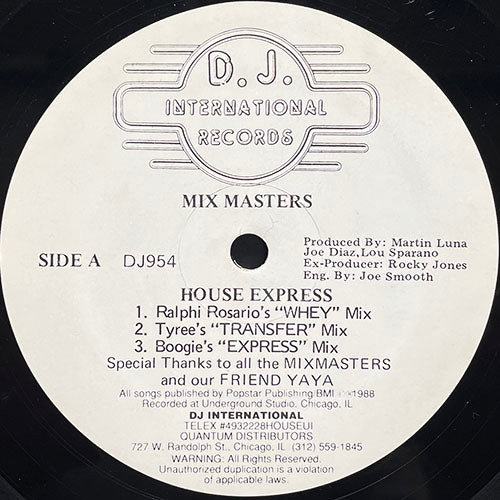 D. J.
INTERNATIONAL
RECORDS
MIX MASTERS
SIDE A DJ954
Produced By: Martin Luna
Joe Diaz, Lou Sparano
Ex-Producer: Rocky Jones
Eng. By: Joe Smooth
HOUSE EXPRESS
1. Ralphi Rosario's "WHEY" Mix
2. Tyree's "TRANSFER" Mix
3. Boogie's "EXPRESS" Mix
Special Thanks to all the MIXMASTERS
and our FRIEND YAYA
All songs published by Popstar Publishing/BMI 1988
Recorded at Underground Studio, Chicago, IL
DJ INTERNATIONAL
TELEX #4932228HOUSEUI
QUANTUM DISTRIBUTORS
727 W. Randolph St., Chicago, IL (312) 559-1845
WARNING: All Rights Reserved.
Unauthorized duplication is a violation
of applicable laws.